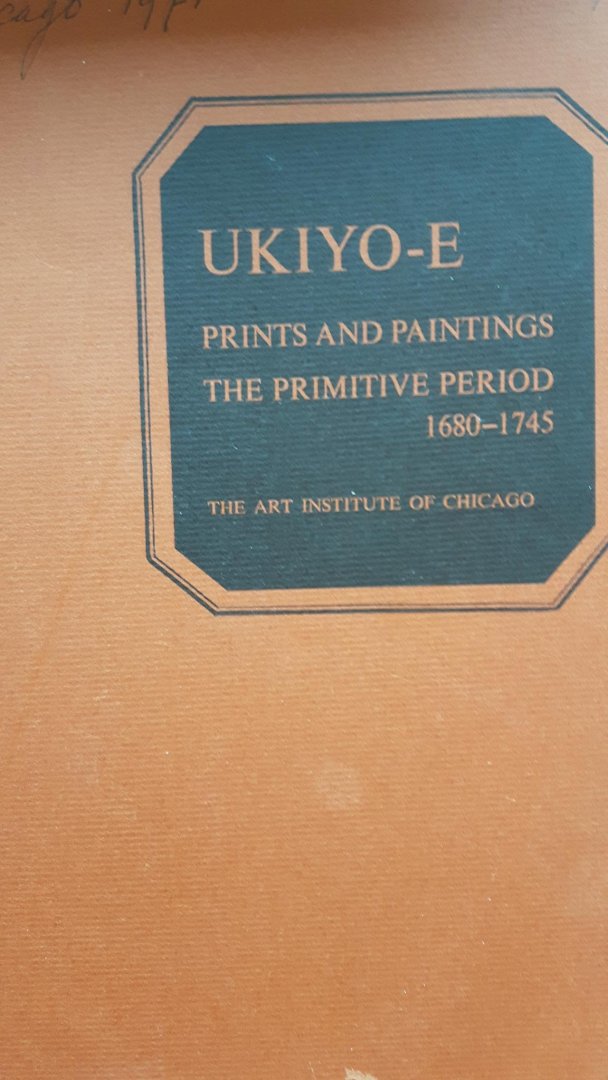 UKIYO-E
PRINTS AND PAINTINGS
THE PRIMITIVE PERIOD
1680–1745
THE ART INSTITUTE OF CHICAGO